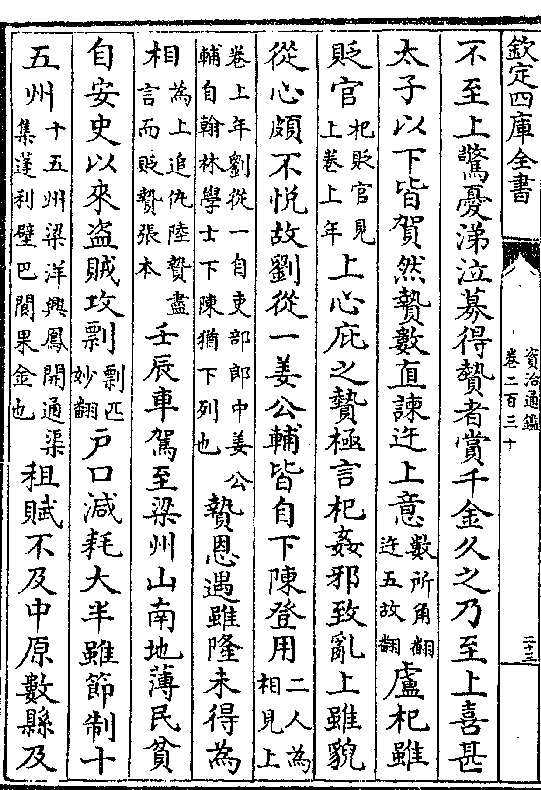 欽定四庫全書
資治通鑑
卷二百三十
二十三
不至上驚憂涕泣募得贄者賞千金久之乃至上喜甚
太子以下皆賀然贄數直諫迕上意數所角翻迕五故翻盧杞雖
貶官杞貶官見上卷上年上心庇之贄極言杞姦邪致亂上雖貌
從心頗不悅故劉從一姜公輔皆自下陳登用二人為相見上
卷上年劉從一自吏部郎中姜公輔自翰林學士下陳猶下列也贄恩遇雖隆未得為
相為上追仇陸贄盡言而貶贄張本壬辰車駕至梁州山南地薄民貧
自安史以來盜賊攻剽剽匹妙翻戶口減耗大半雖節制十
五州十五州梁洋興鳳開通渠集蓬利璧巴閬果金也租賦不及中原數縣及